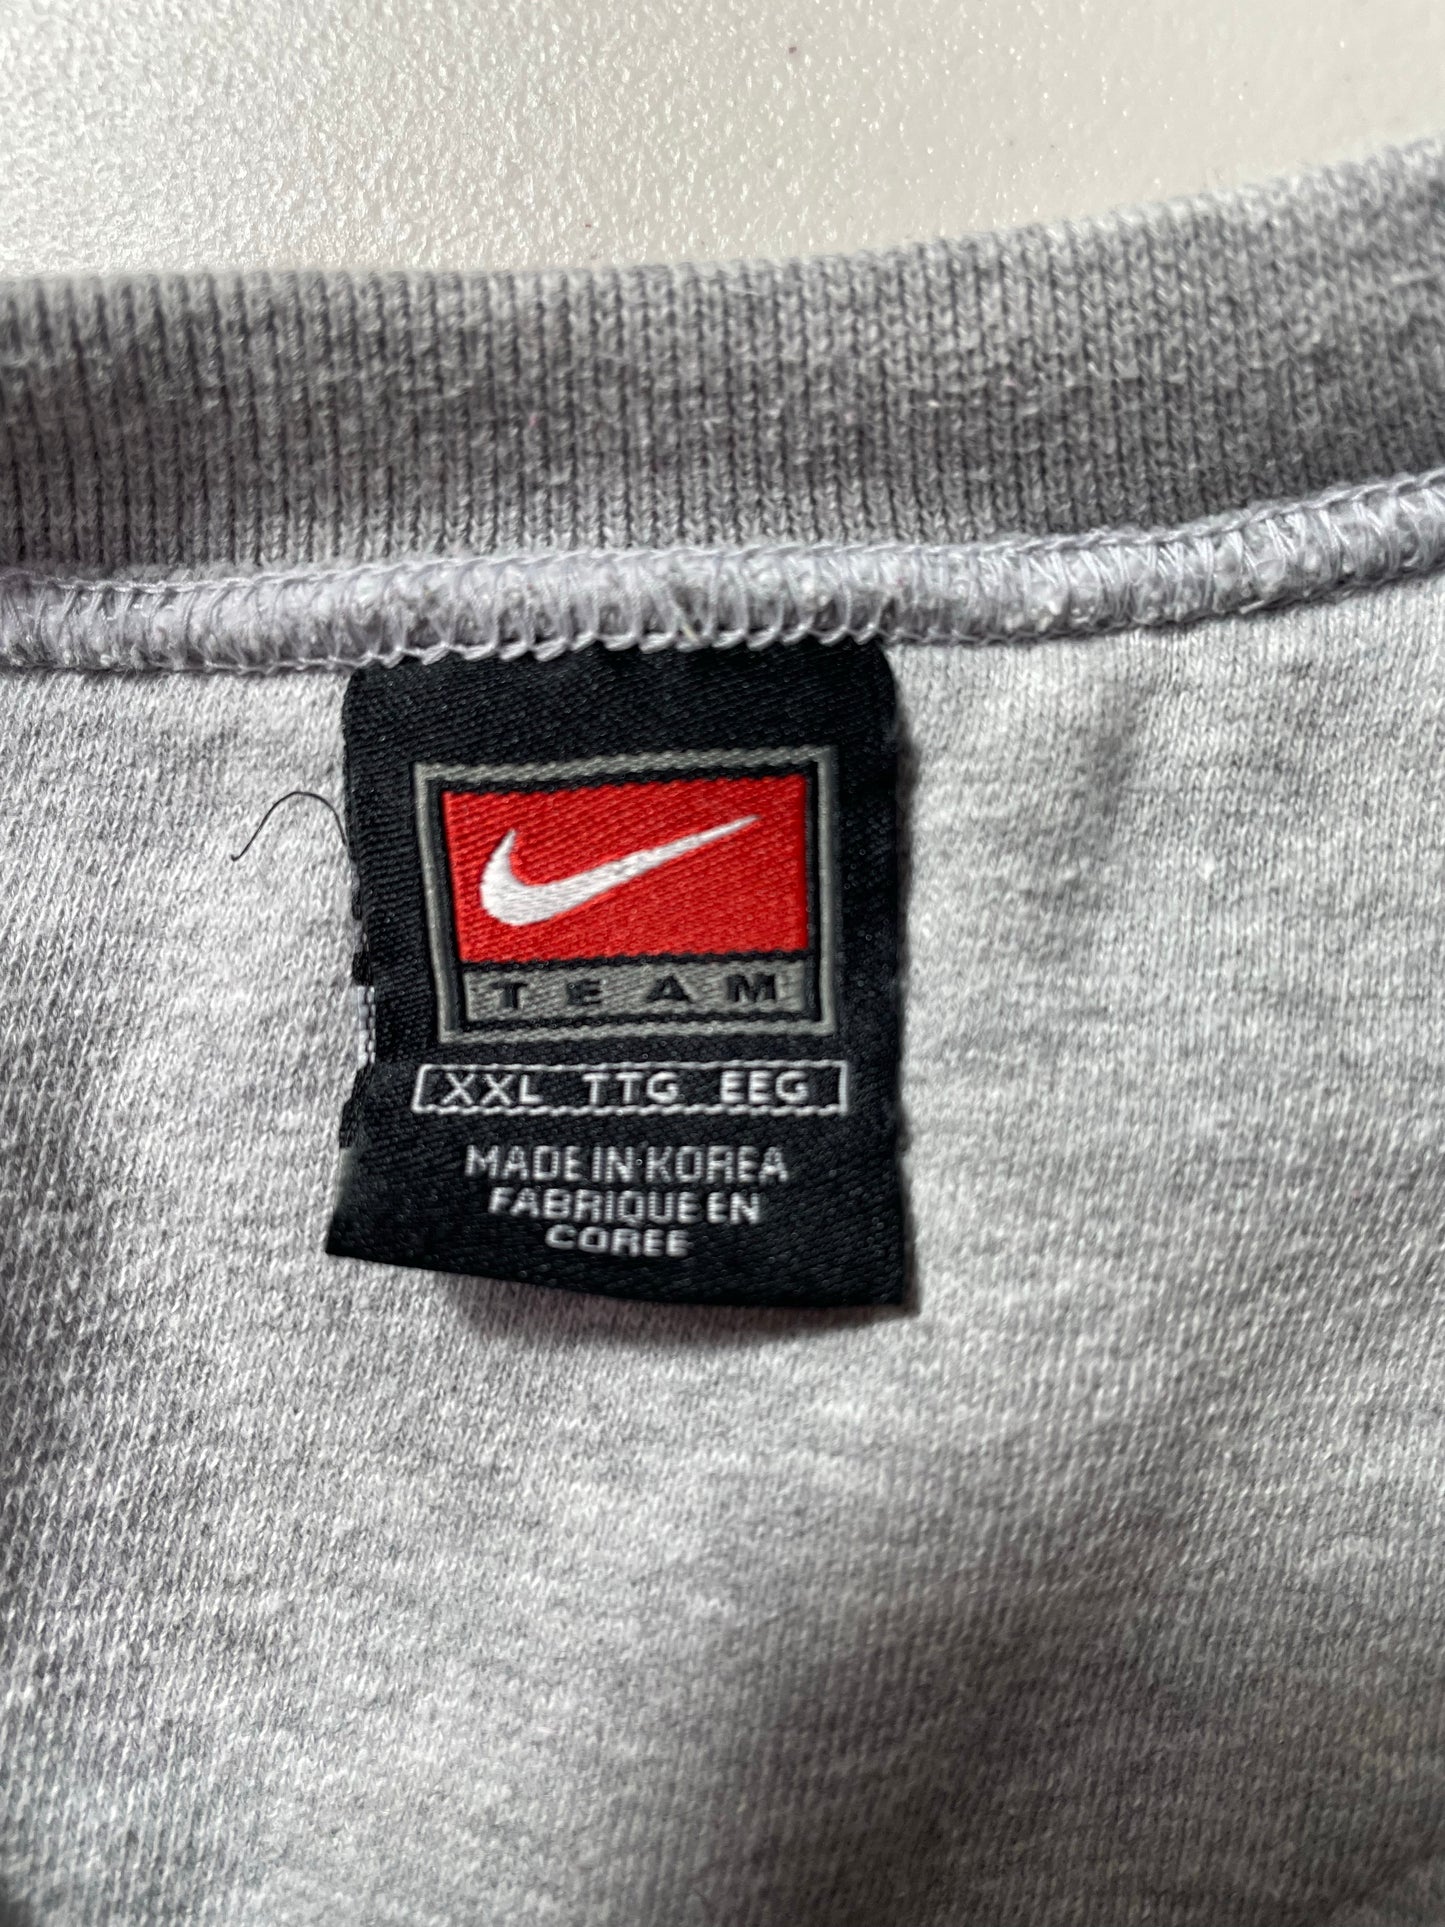 TEAM
XXL TTG EEG
MADE IN KOREA
FABRIQUE EN
COREE